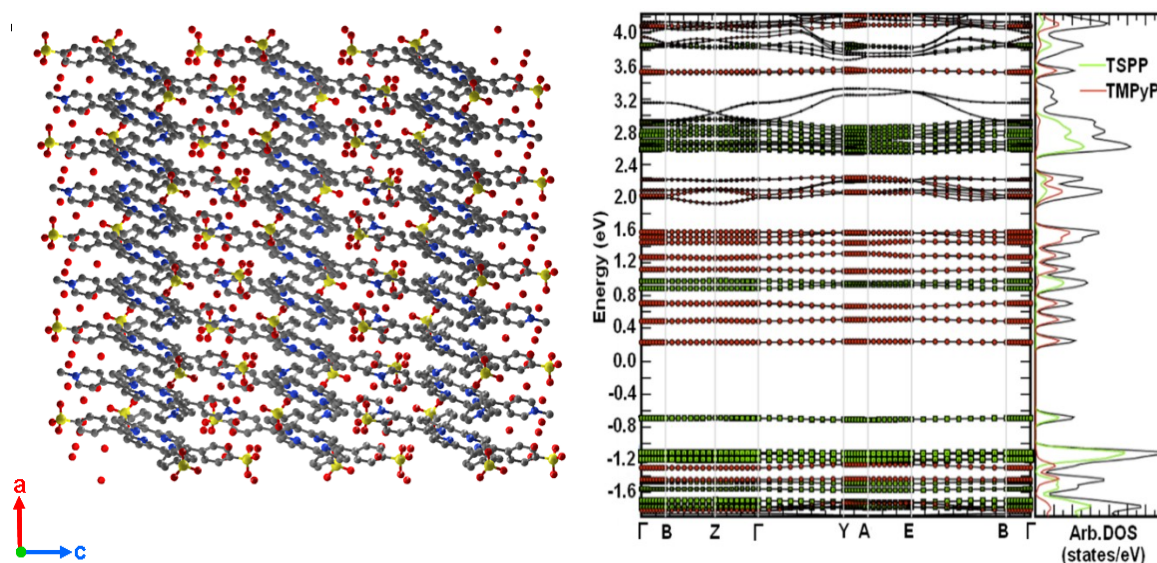 a
c
4.0
3.6
3.2
2.8
2.4
2.0
1.6
1.2
0.8
0.4
0.0
-0.4
-0.8
-1.2
-1.6
Energy (eV)
Γ B Z Γ Y A E B Γ
TSPP
TMPyP
Arb.DOS
(states/eV)